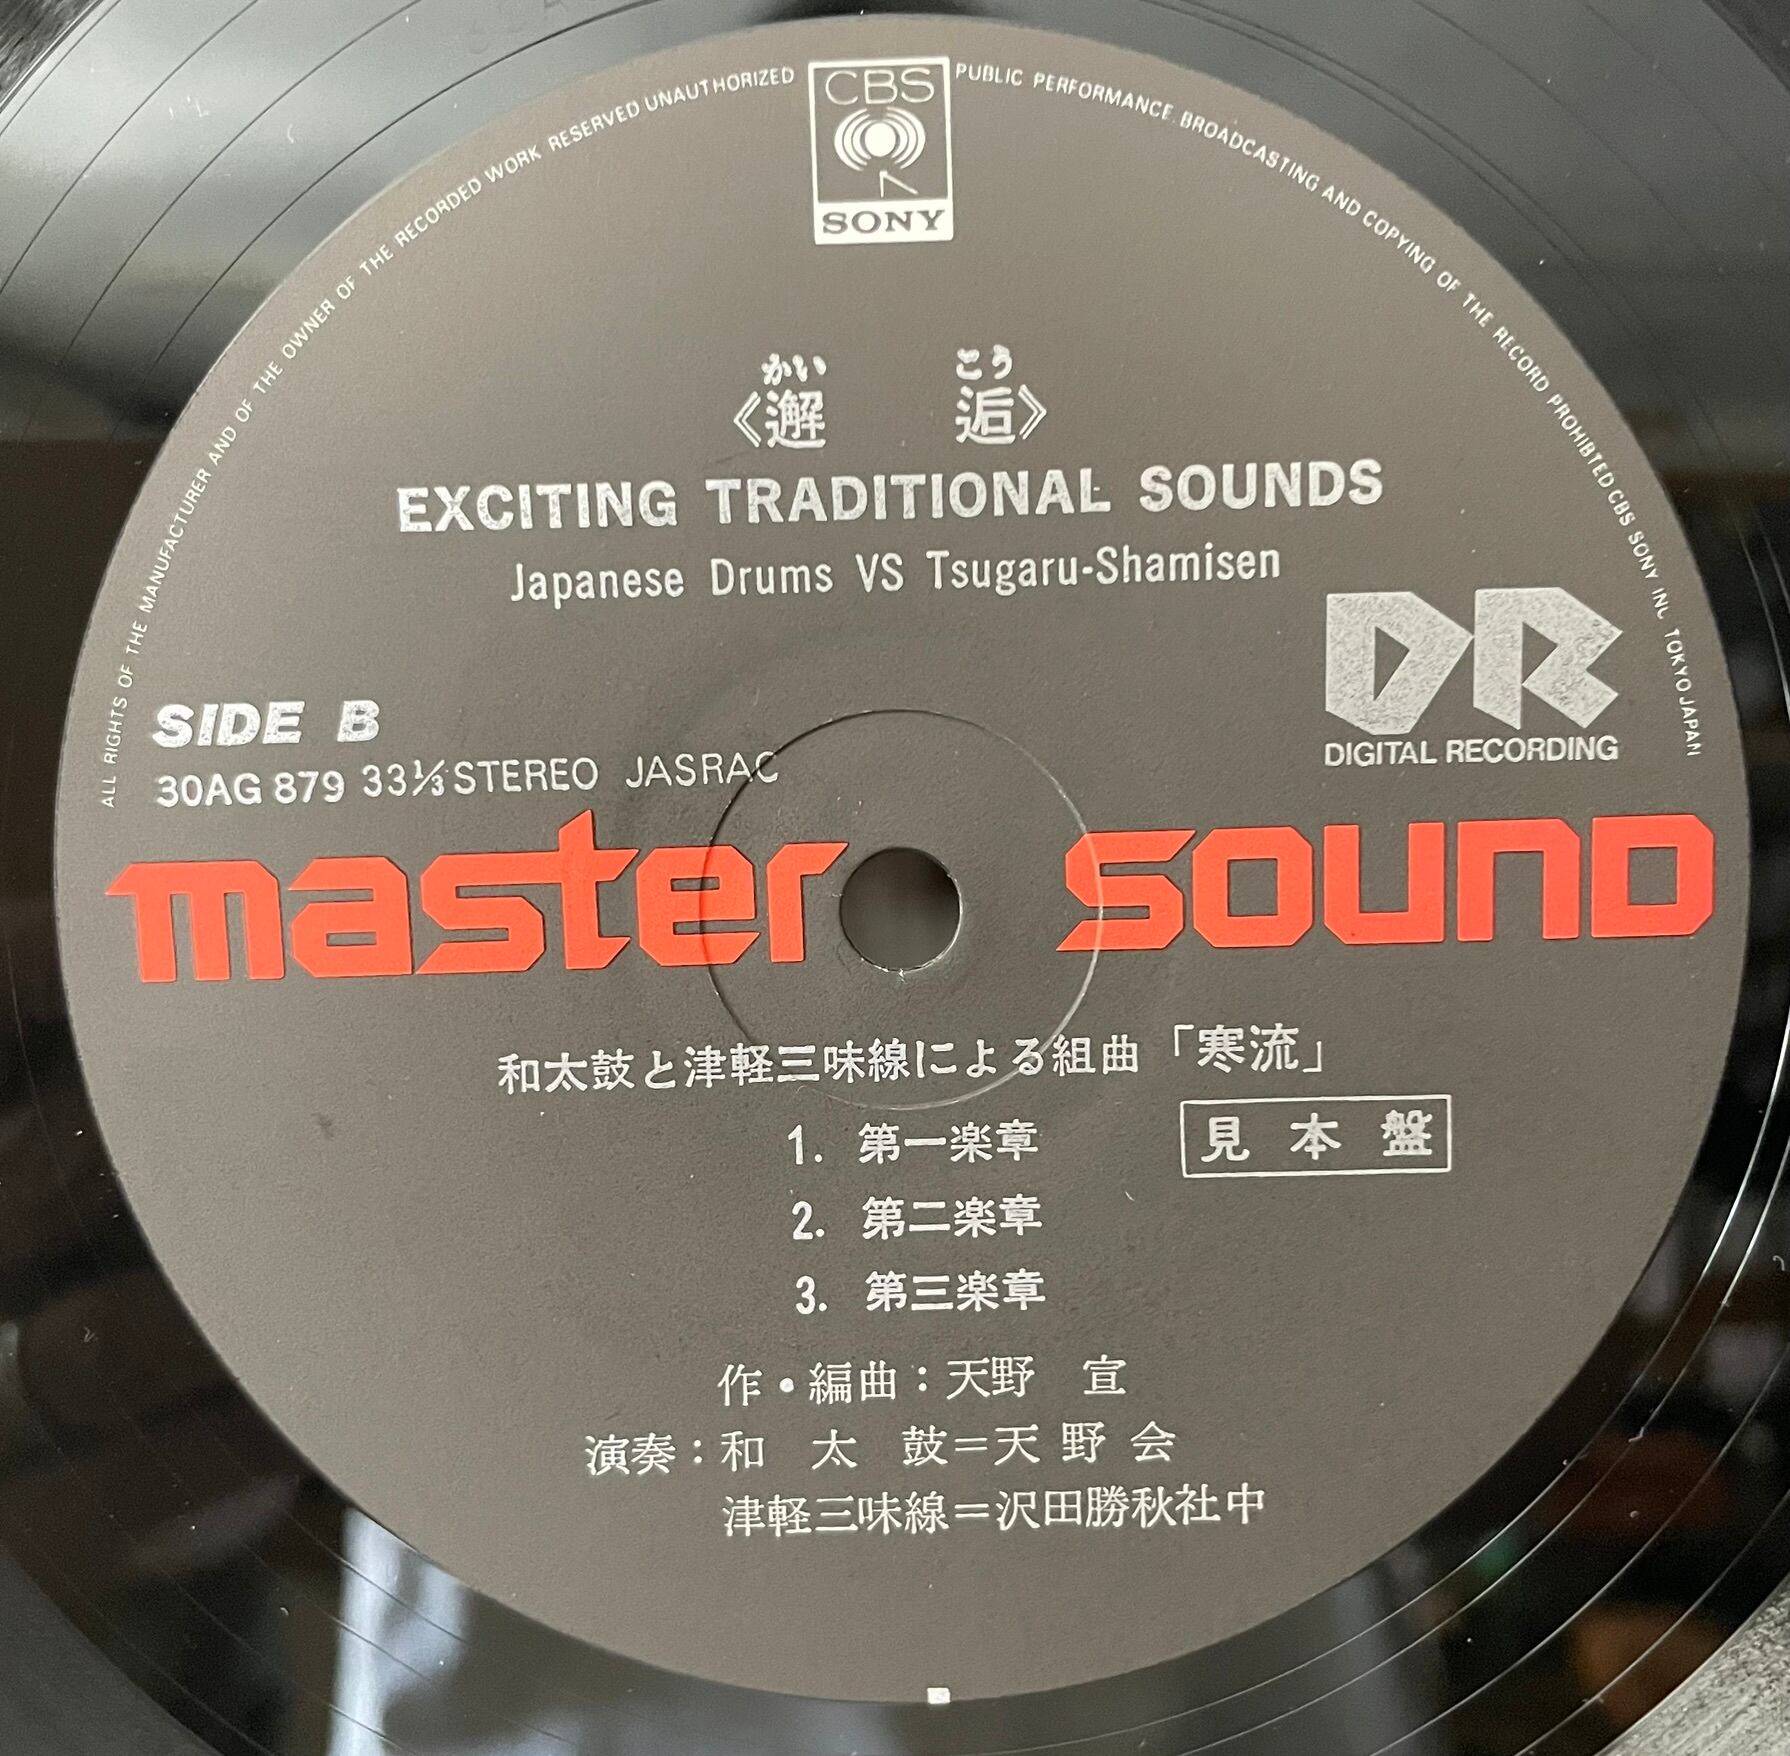 ALL RIGHTS OF THE MANUFACTURER AND OF THE OWNER OF THE RECORDED WORK RESERVED UNAUTHORIZED PUBLIC PERFORMANCE. BROADCASTING AND COPYING OF THE RECORD PROHIBITED CBS SONY INC. TOKYO JAPAN
CBS
SONY
かい こう
《邂 逅》
EXCITING TRADITIONAL SOUNDS
Japanese Drums VS Tsugaru-Shamisen
DR
DIGITAL RECORDING
SIDE B
30AG 879 33⅓ STEREO JASRAC
master sound
和太鼓と津軽三味線による組曲「寒流」
1. 第一楽章
見本盤
2. 第二楽章
3. 第三楽章
作・編曲：天野 宣
演奏：和 太 鼓＝天野会
津軽三味線＝沢田勝秋社中